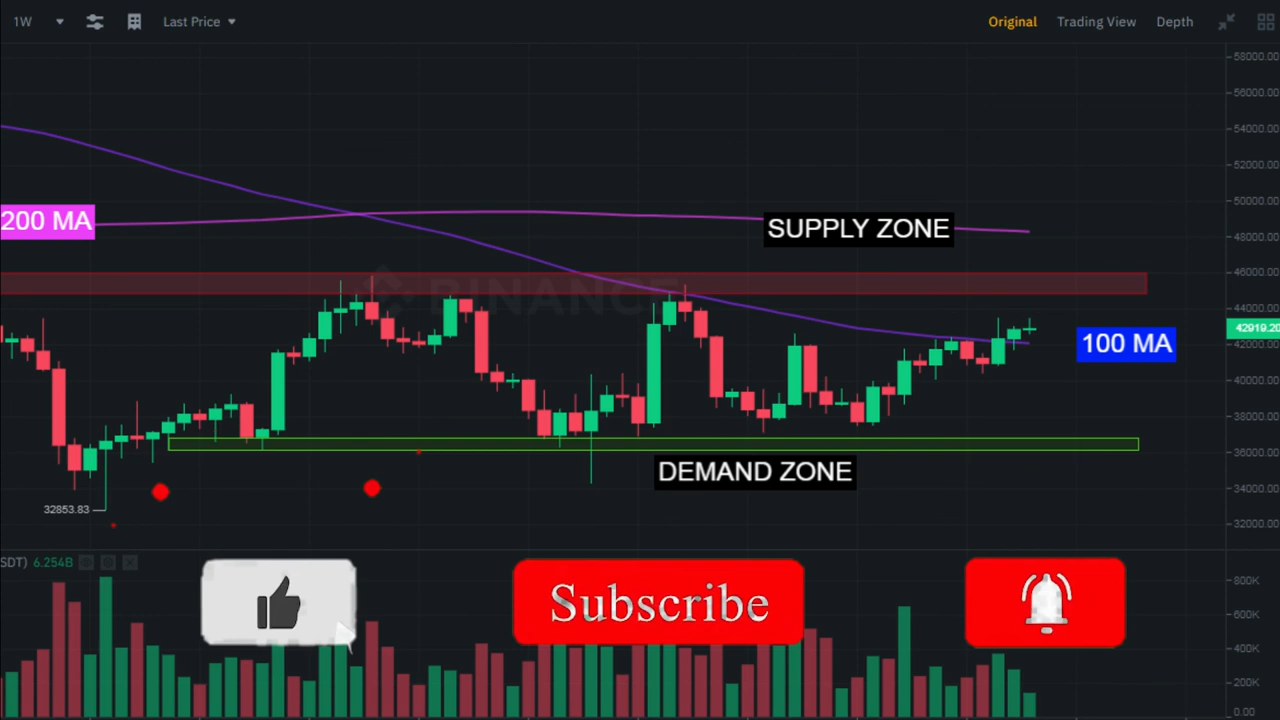 1W Last Price Original Trading View Depth
58000.00
56000.00
54000.00
52000.00
50000.00
200 MA
SUPPLY ZONE
48000.00
46000.00
BINANCE
44000.00
42919.20
100 MA
42000.00
40000.00
38000.00
36000.00
DEMAND ZONE
34000.00
32853.83
32000.00
SDT) 6.254B
800K
Subscribe
600K
400K
200K
0.00